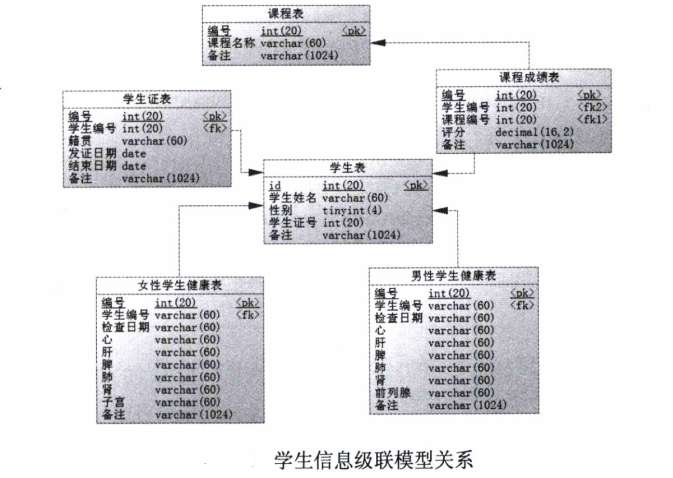 课程表
编号 int(20) <pk>
课程名称 varchar(60)
备注 varchar(1024)
课程成绩表
编号 int(20) <pk>
学生编号 int(20) <fk2>
课程编号 int(20) <fk1>
评分 decimal(16,2)
备注 varchar(1024)
学生证表
编号 int(20) <pk>
学生编号 int(20) <fk>
籍贯 varchar(60)
发证日期 date
结束日期 date
备注 varchar(1024)
学生表
id int(20) <pk>
学生姓名 varchar(60)
性别 tinyint(4)
学生证号 int(20)
备注 varchar(1024)
女性学生健康表
编号 int(20) <pk>
学生编号 varchar(60) <fk>
检查日期 varchar(60)
心 varchar(60)
肝 varchar(60)
脾 varchar(60)
肺 varchar(60)
肾 varchar(60)
子宫 varchar(60)
备注 varchar(1024)
男性学生健康表
编号 int(20) <pk>
学生编号 varchar(60) <fk>
检查日期 varchar(60)
心 varchar(60)
肝 varchar(60)
脾 varchar(60)
肺 varchar(60)
肾 varchar(60)
前列腺 varchar(60)
备注 varchar(1024)
学生信息级联模型关系